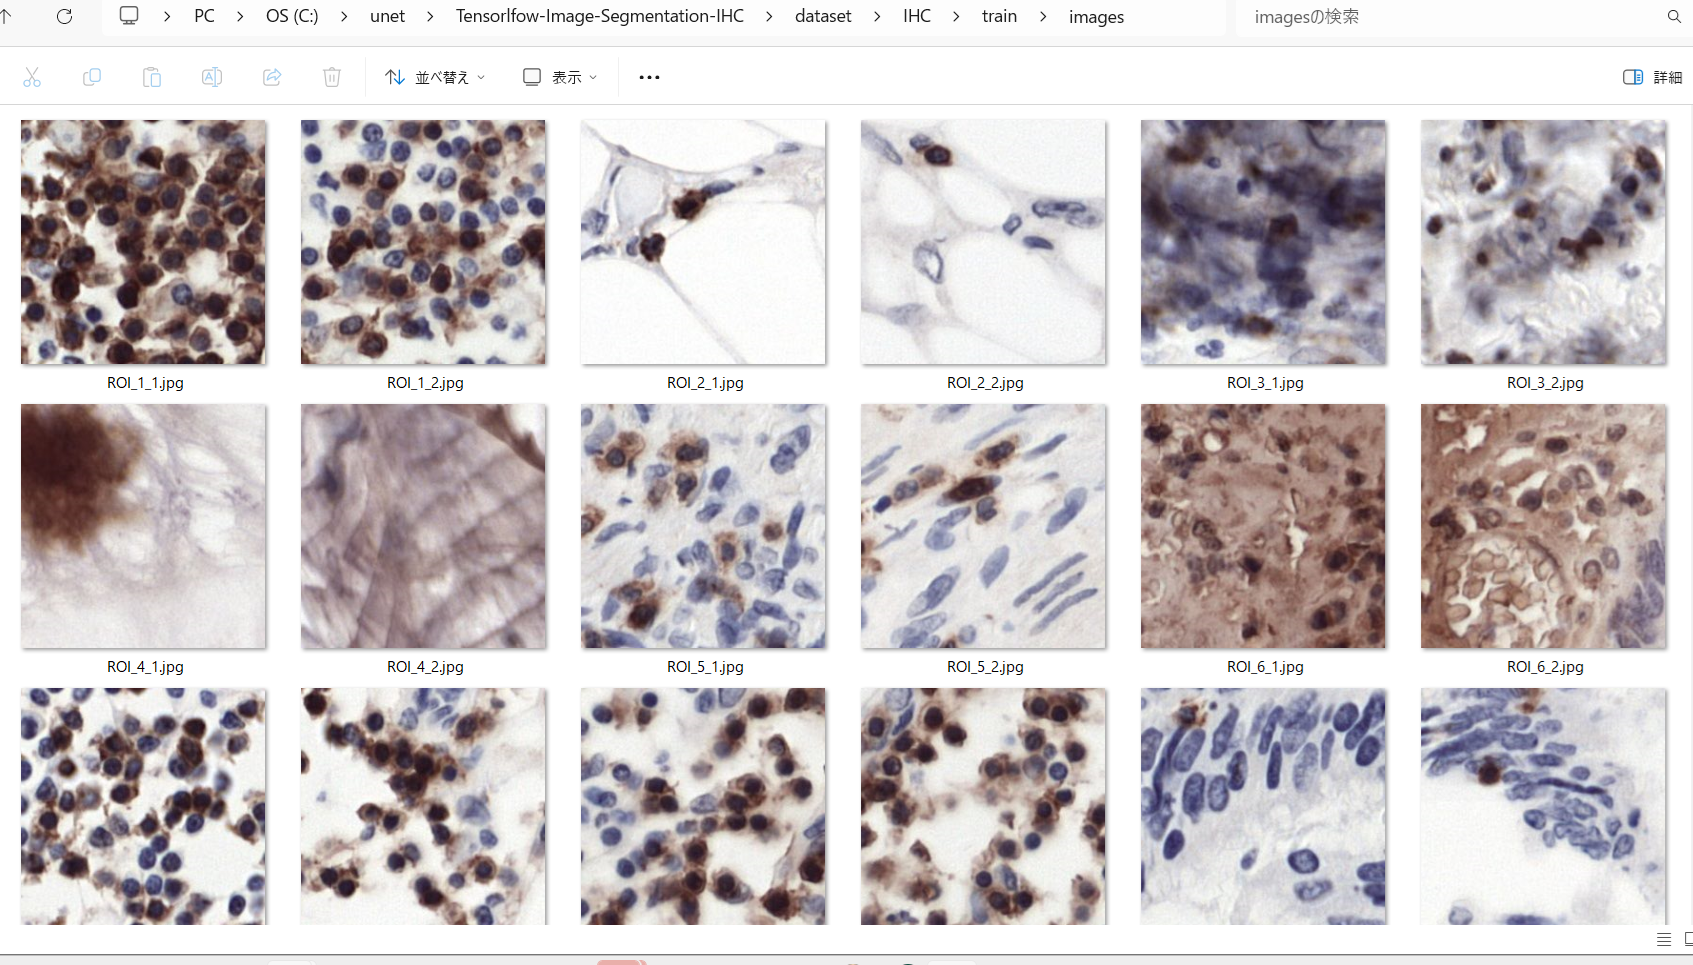 PC > OS (C:) > unet > Tensorlfow-Image-Segmentation-IHC > dataset > IHC > train > images
imagesの検索
並べ替え
表示
詳細
ROI_1_1.jpg
ROI_1_2.jpg
ROI_2_1.jpg
ROI_2_2.jpg
ROI_3_1.jpg
ROI_3_2.jpg
ROI_4_1.jpg
ROI_4_2.jpg
ROI_5_1.jpg
ROI_5_2.jpg
ROI_6_1.jpg
ROI_6_2.jpg